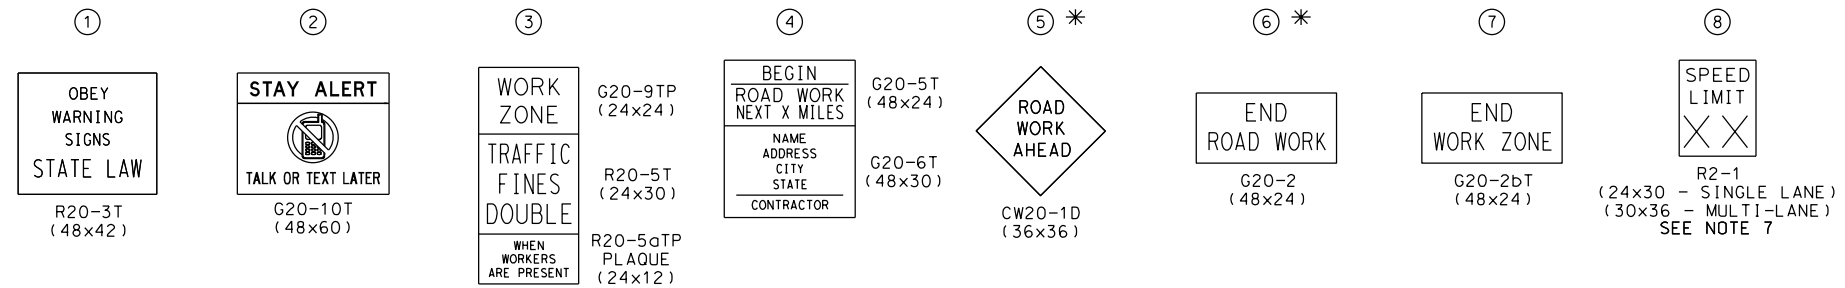 1
OBEY
WARNING
SIGNS
STATE LAW
R20-3T
(48x42)
2
STAY ALERT
TALK OR TEXT LATER
G20-10T
(48x60)
3
WORK
ZONE
G20-9TP
(24x24)
TRAFFIC
FINES
DOUBLE
R20-5T
(24x30)
WHEN
WORKERS
ARE PRESENT
R20-5aTP
PLAQUE
(24x12)
4
BEGIN
ROAD WORK
NEXT X MILES
G20-5T
(48x24)
NAME
ADDRESS
CITY
STATE
CONTRACTOR
G20-6T
(48x30)
5 *
ROAD
WORK
AHEAD
CW20-1D
(36x36)
6 *
END
ROAD WORK
G20-2
(48x24)
7
END
WORK ZONE
G20-2bT
(48x24)
8
SPEED
LIMIT
XX
R2-1
(24x30 - SINGLE LANE)
(30x36 - MULTI-LANE)
SEE NOTE 7